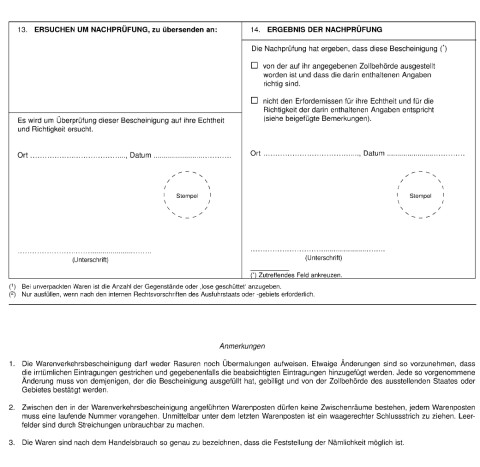 13. ERSUCHEN UM NACHPRÜFUNG, zu übersenden an:
Es wird um Überprüfung dieser Bescheinigung auf ihre Echtheit
und Richtigkeit ersucht.
Ort ................................, Datum ..........................
Stempel
............................................
(Unterschrift)
14. ERGEBNIS DER NACHPRÜFUNG
Die Nachprüfung hat ergeben, dass diese Bescheinigung (*)
☐ von der auf ihr angegebenen Zollbehörde ausgestellt
worden ist und dass die darin enthaltenen Angaben
richtig sind.
☐ nicht den Erfordernissen für ihre Echtheit und für die
Richtigkeit der darin enthaltenen Angaben entspricht
(siehe beigefügte Bemerkungen).
Ort ................................, Datum ..........................
Stempel
............................................
(Unterschrift)
(*) Zutreffendes Feld ankreuzen.
(1) Bei unverpackten Waren ist die Anzahl der Gegenstände oder ‚lose geschüttet‘ anzugeben.
(2) Nur ausfüllen, wenn nach den internen Rechtsvorschriften des Ausfuhrstaats oder -gebiets erforderlich.
Anmerkungen
1. Die Warenverkehrsbescheinigung darf weder Rasuren noch Übermalungen aufweisen. Etwaige Änderungen sind so vorzunehmen, dass
die irrtümlichen Eintragungen gestrichen und gegebenenfalls die beabsichtigten Eintragungen hinzugefügt werden. Jede so vorgenommene
Änderung muss von demjenigen, der die Bescheinigung ausgefüllt hat, gebilligt und von der Zollbehörde des ausstellenden Staates oder
Gebietes bestätigt werden.
2. Zwischen den in der Warenverkehrsbescheinigung angeführten Warenposten dürfen keine Zwischenräume bestehen, jedem Warenposten
muss eine laufende Nummer vorangehen. Unmittelbar unter dem letzten Warenposten ist ein waagerechter Schlussstrich zu ziehen. Leer-
felder sind durch Streichungen unbrauchbar zu machen.
3. Die Waren sind nach dem Handelsbrauch so genau zu bezeichnen, dass die Feststellung der Nämlichkeit möglich ist.